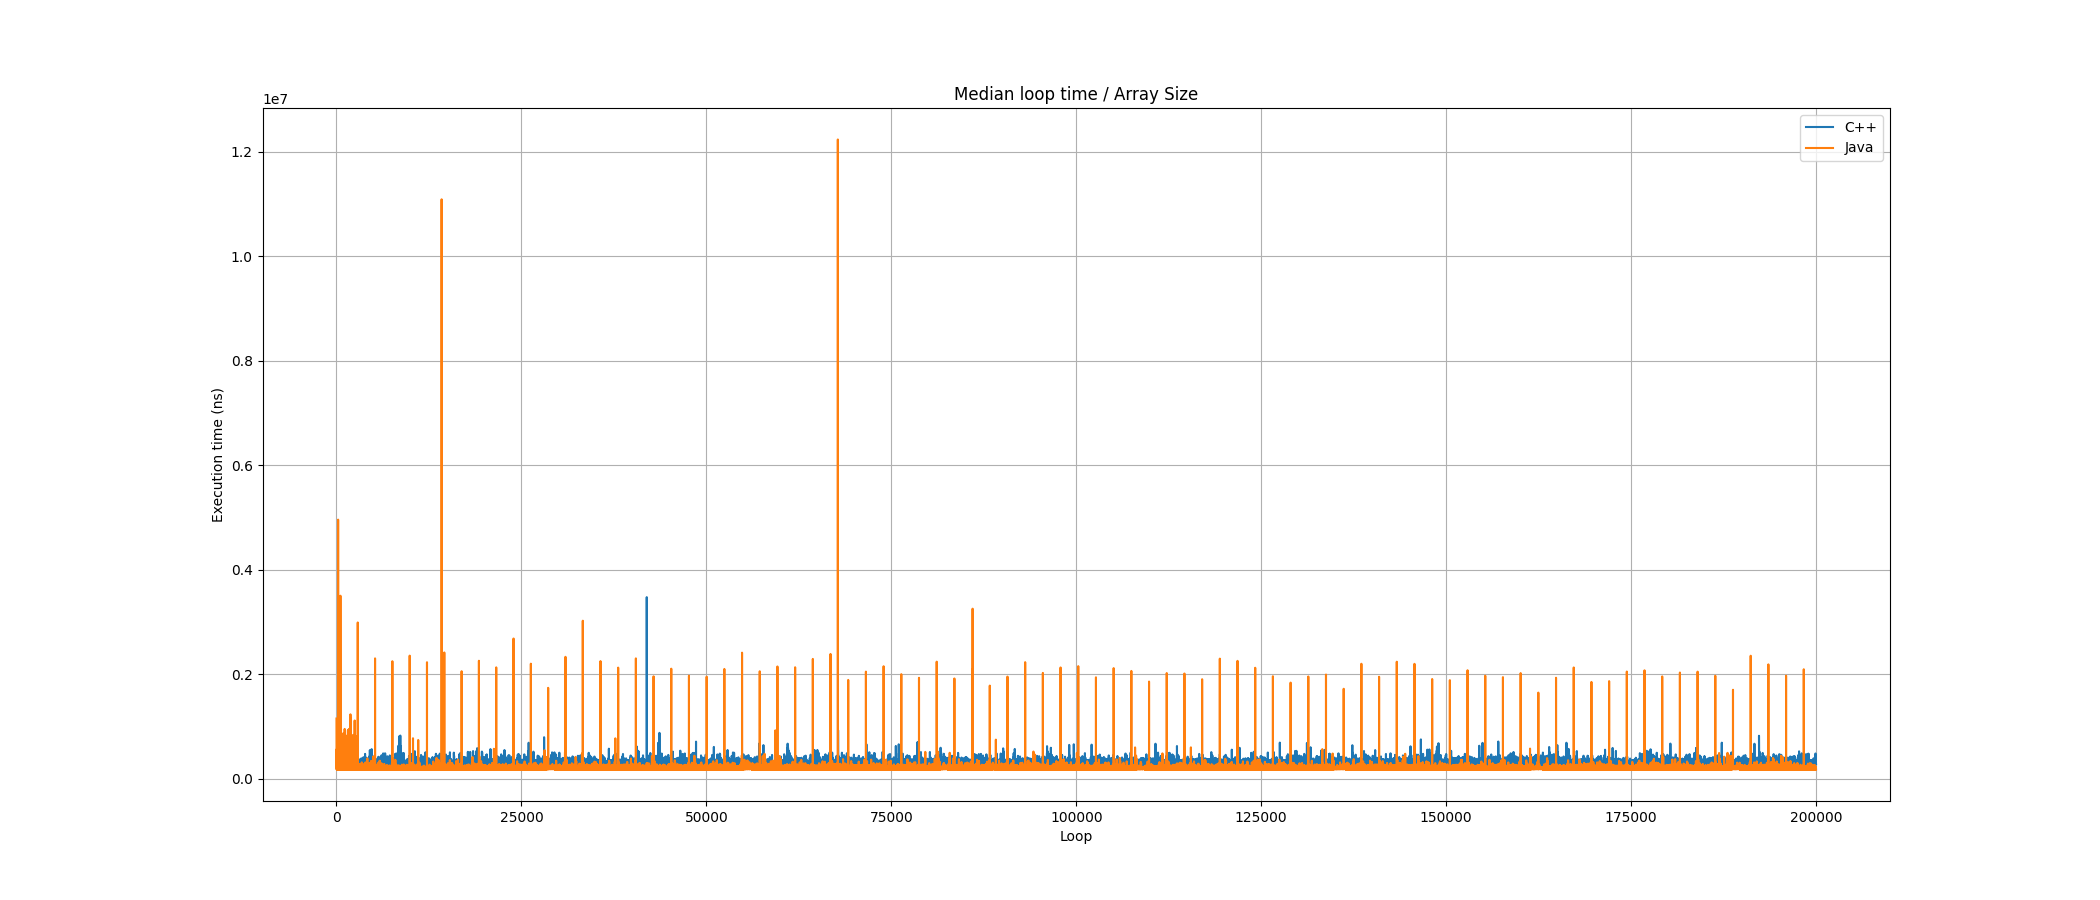 Median loop time / Array Size
1e7
C++
Java
1.2
1.0
0.8
0.6
0.4
0.2
0.0
Execution time (ns)
0 25000 50000 75000 100000 125000 150000 175000 200000
Loop